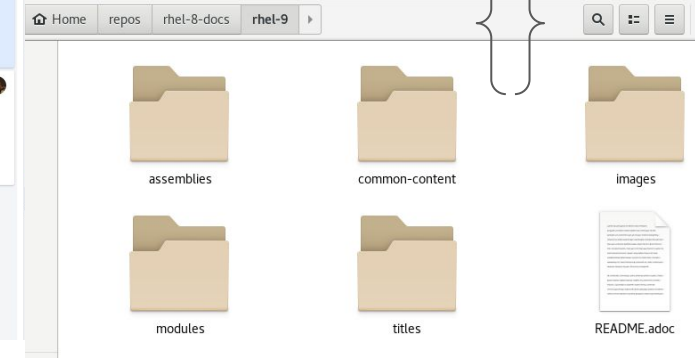 Home repos rhel-8-docs rhel-9
assemblies common-content images
modules titles README.adoc